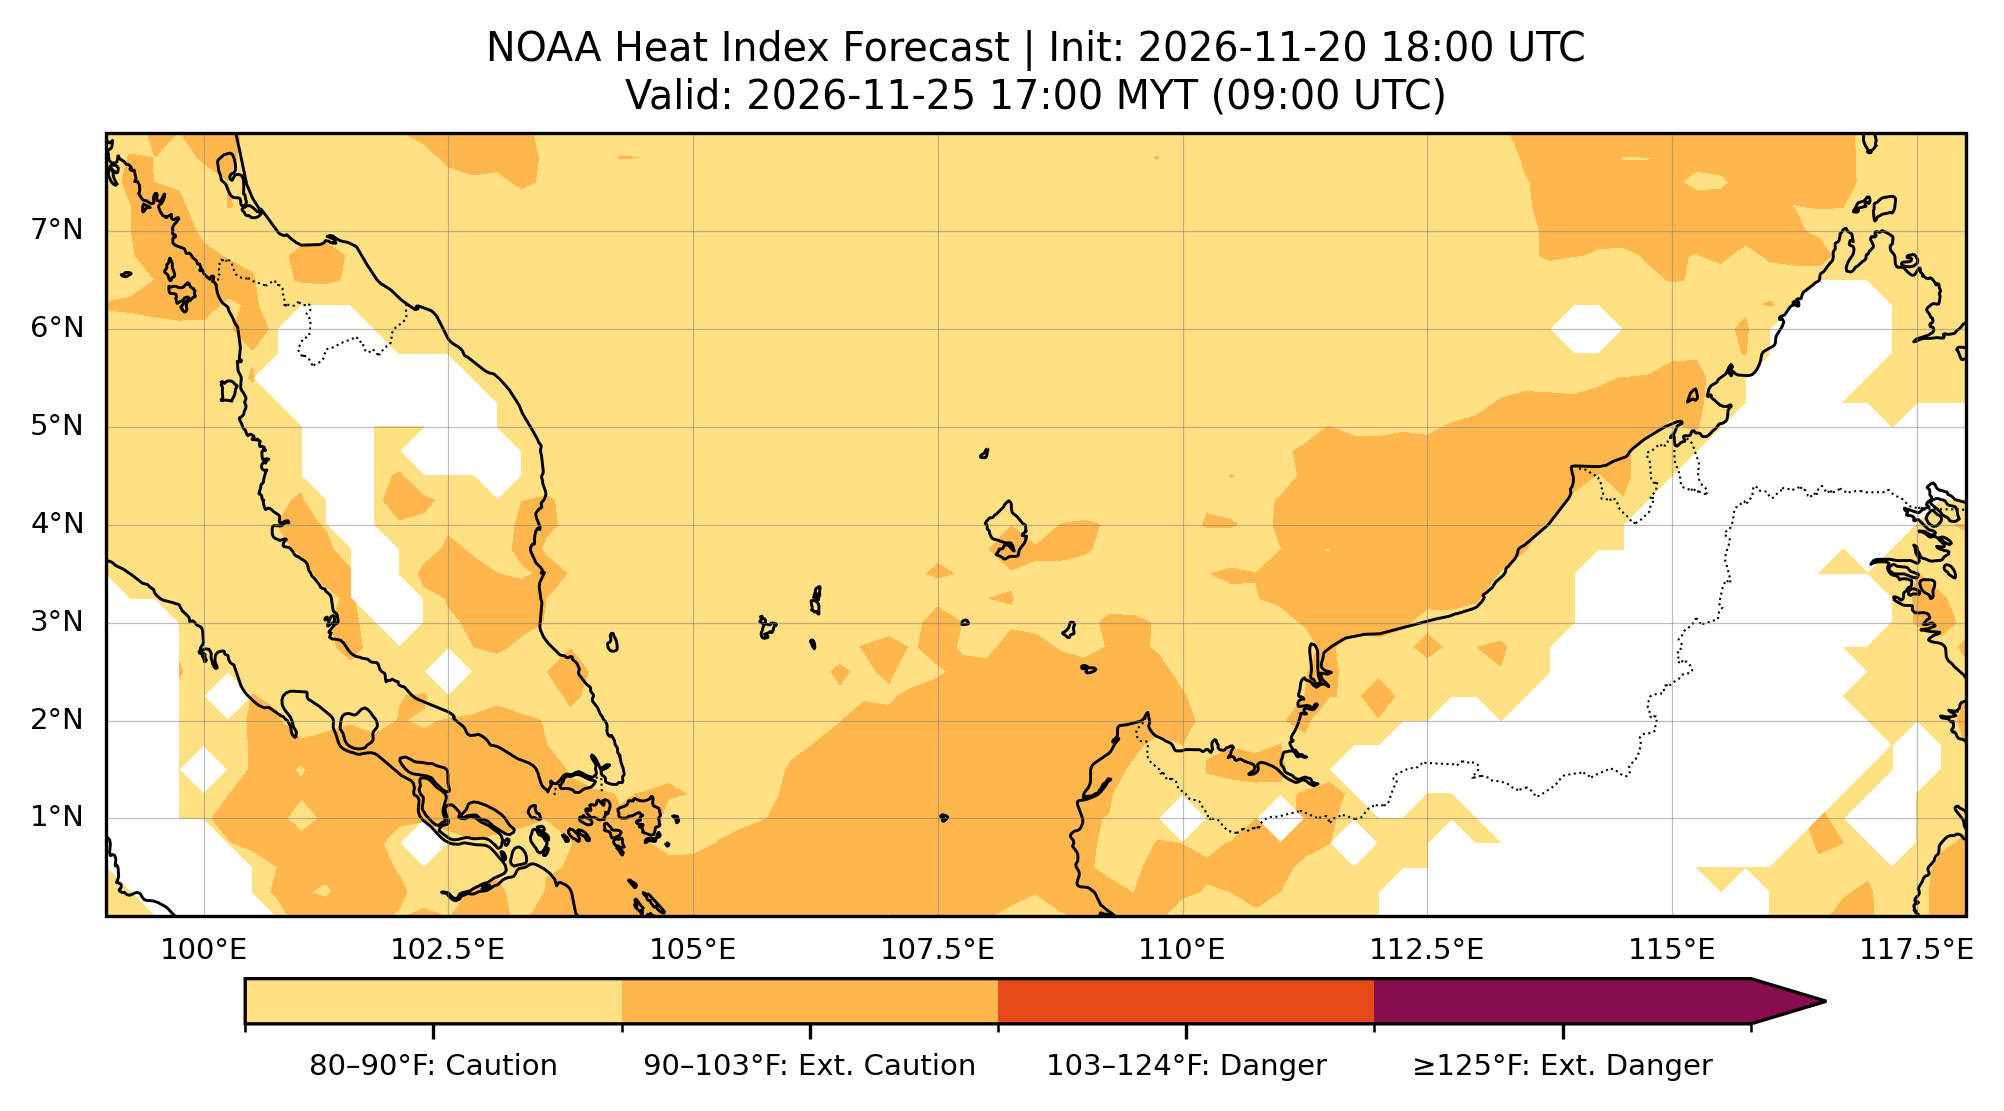 NOAA Heat Index Forecast | Init: 2026-11-20 18:00 UTC
Valid: 2026-11-25 17:00 MYT (09:00 UTC)
7°N
6°N
5°N
4°N
3°N
2°N
1°N
100°E 102.5°E 105°E 107.5°E 110°E 112.5°E 115°E 117.5°E
80–90°F: Caution 90–103°F: Ext. Caution 103–124°F: Danger ≥125°F: Ext. Danger